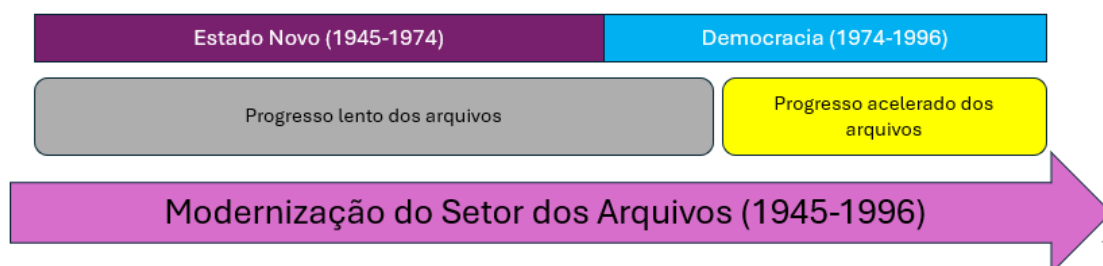 Estado Novo (1945-1974)
Democracia (1974-1996)
Progresso lento dos arquivos
Progresso acelerado dos
arquivos
Modernização do Setor dos Arquivos (1945-1996)